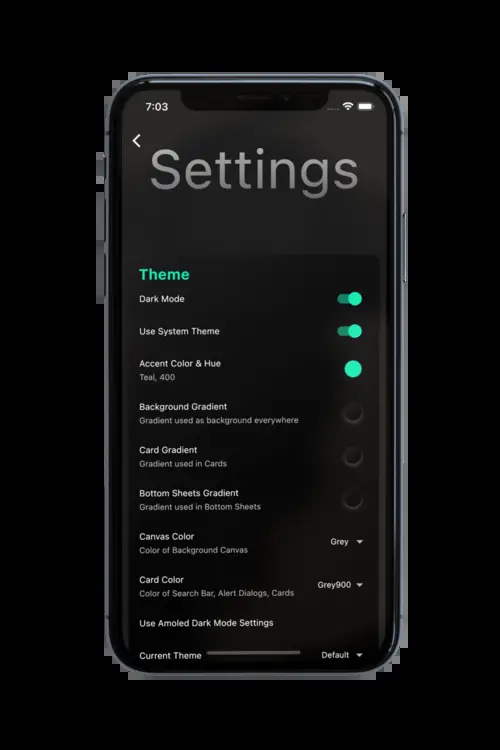 7:03
Settings
Theme
Dark Mode
Use System Theme
Accent Color & Hue
Teal, 400
Background Gradient
Gradient used as background everywhere
Card Gradient
Gradient used in Cards
Bottom Sheets Gradient
Gradient used in Bottom Sheets
Canvas Color
Grey
Color of Background Canvas
Card Color
Grey900
Color of Search Bar, Alert Dialogs, Cards
Use Amoled Dark Mode Settings
Current Theme
Default